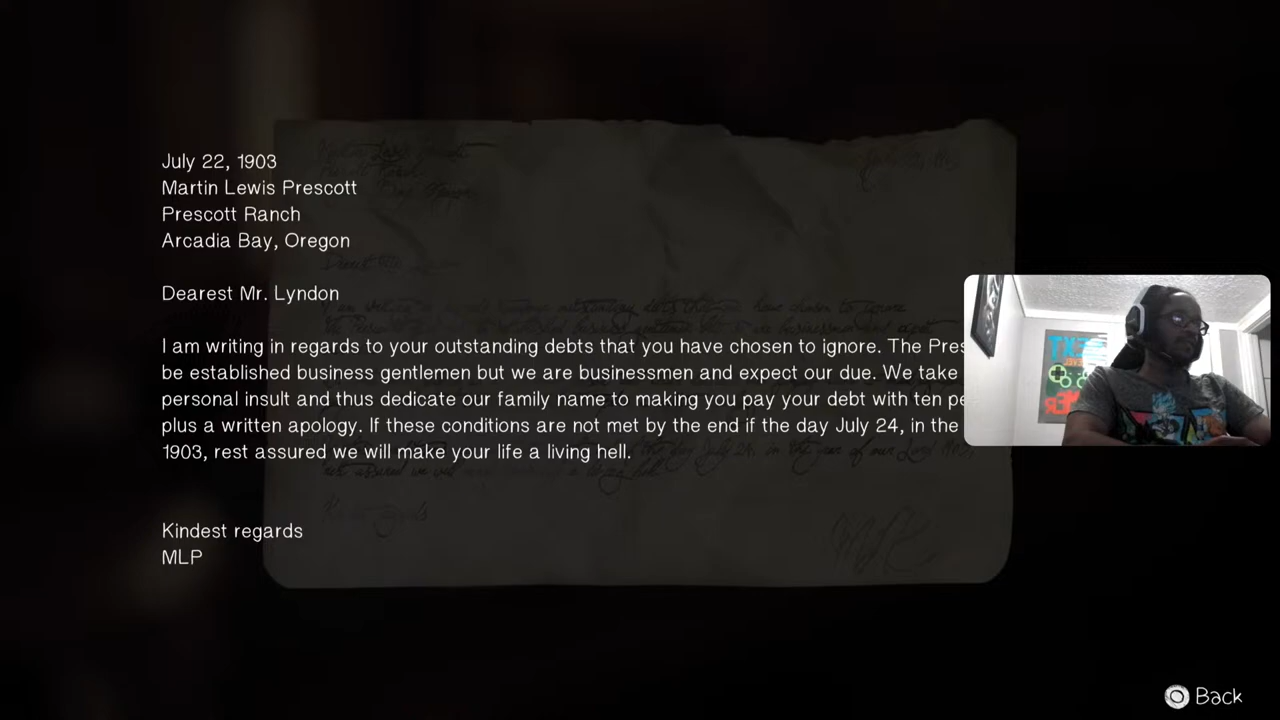 July 22, 1903
Martin Lewis Prescott
Prescott Ranch
Arcadia Bay, Oregon
Dearest Mr. Lyndon
I am writing in regards to your outstanding debts that you have chosen to ignore. The
be established business gentlemen but we are businessmen and expect our due. We take
personal insult and thus dedicate our family name to making you pay your debt with ten
plus a written apology. If these conditions are not met by the end if the day July 24, in the
1903, rest assured we will make your life a living hell.
Kindest regards
MLP
Back